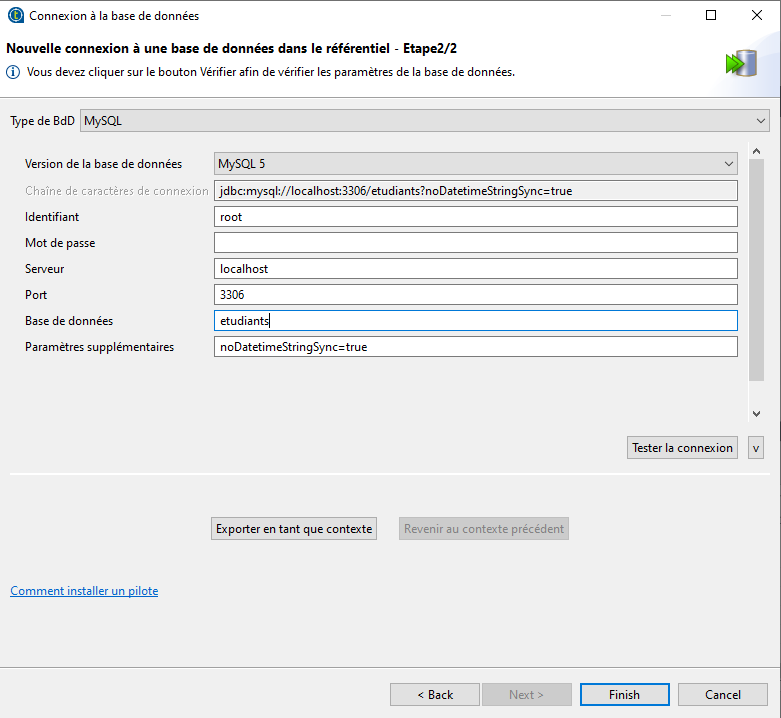 Connexion à la base de données
Nouvelle connexion à une base de données dans le référentiel - Etape2/2
Vous devez cliquer sur le bouton Vérifier afin de vérifier les paramètres de la base de données.
Type de BdD MySQL
Version de la base de données MySQL 5
Chaîne de caractères de connexion jdbc:mysql://localhost:3306/etudiants?noDatetimeStringSync=true
Identifiant root
Mot de passe
Serveur localhost
Port 3306
Base de données etudiants
Paramètres supplémentaires noDatetimeStringSync=true
Tester la connexion v
Exporter en tant que contexte Revenir au contexte précédent
Comment installer un pilote
< Back Next > Finish Cancel